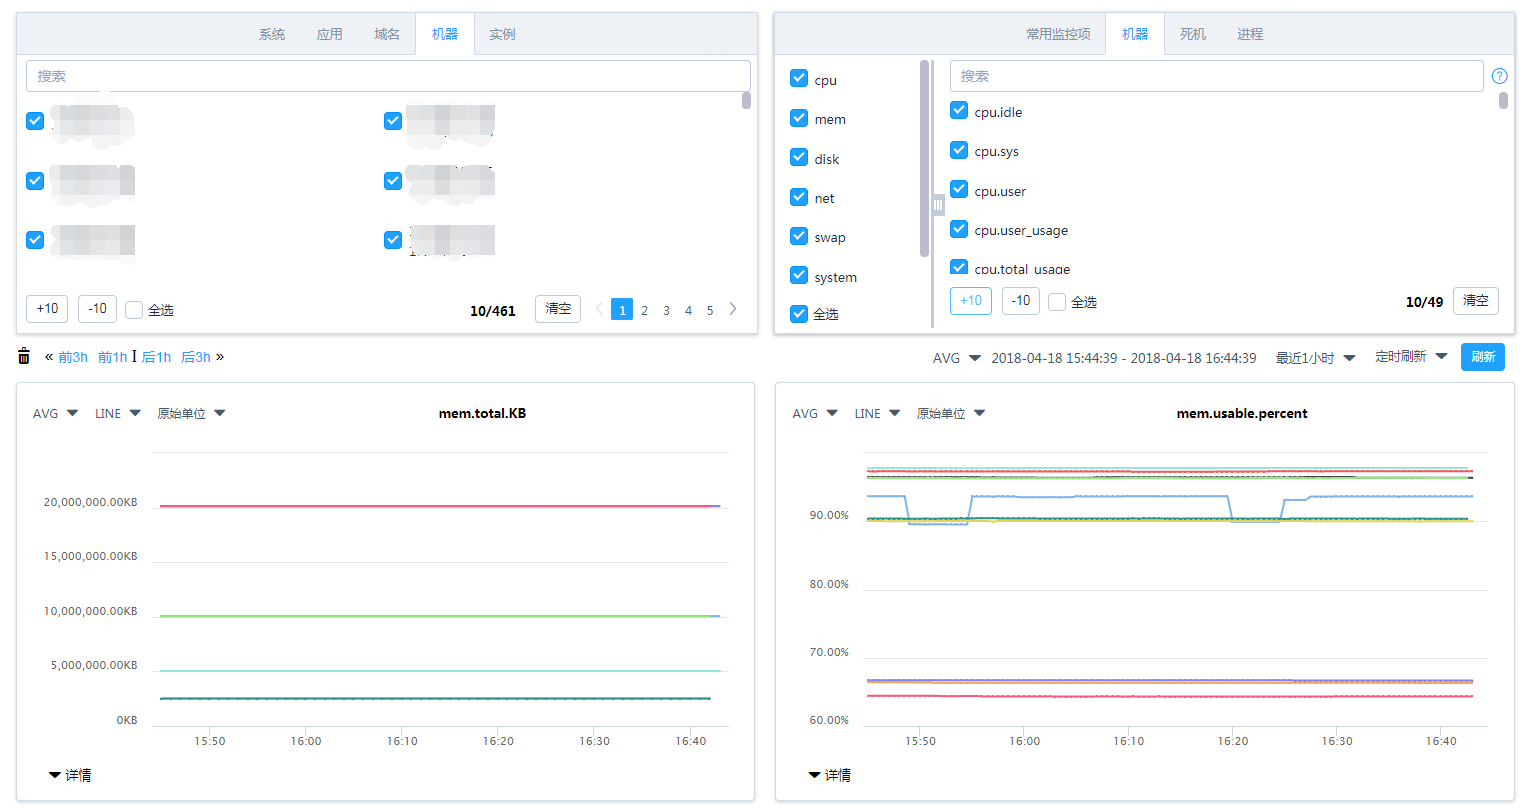 系统 应用 域名 机器 实例
搜索
+10 -10 全选 10/461 清空 1 2 3 4 5
常用监控项 机器 死机 进程
cpu
mem
disk
net
swap
system
全选
搜索 ?
cpu.idle
cpu.sys
cpu.user
cpu.user_usage
cpu.total_usage
+10 -10 全选 10/49 清空
« 前3h 前1h I 后1h 后3h »
AVG 2018-04-18 15:44:39 - 2018-04-18 16:44:39 最近1小时 定时刷新 刷新
AVG LINE 原始单位 mem.total.KB
20,000,000.00KB
15,000,000.00KB
10,000,000.00KB
5,000,000.00KB
0KB
15:50 16:00 16:10 16:20 16:30 16:40
详情
AVG LINE 原始单位 mem.usable.percent
90.00%
80.00%
70.00%
60.00%
15:50 16:00 16:10 16:20 16:30 16:40
详情